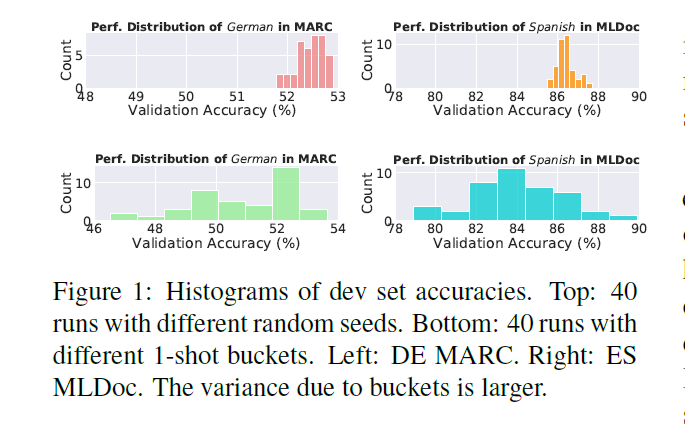 Perf. Distribution of German in MARC
Count
5
0
48 49 50 51 52 53
Validation Accuracy (%)
Perf. Distribution of Spanish in MLDoc
Count
10
0
78 80 82 84 86 88 90
Validation Accuracy (%)
Perf. Distribution of German in MARC
Count
10
0
46 48 50 52 54
Validation Accuracy (%)
Perf. Distribution of Spanish in MLDoc
Count
10
0
78 80 82 84 86 88 90
Validation Accuracy (%)
Figure 1: Histograms of dev set accuracies. Top: 40
runs with different random seeds. Bottom: 40 runs with
different 1-shot buckets. Left: DE MARC. Right: ES
MLDoc. The variance due to buckets is larger.